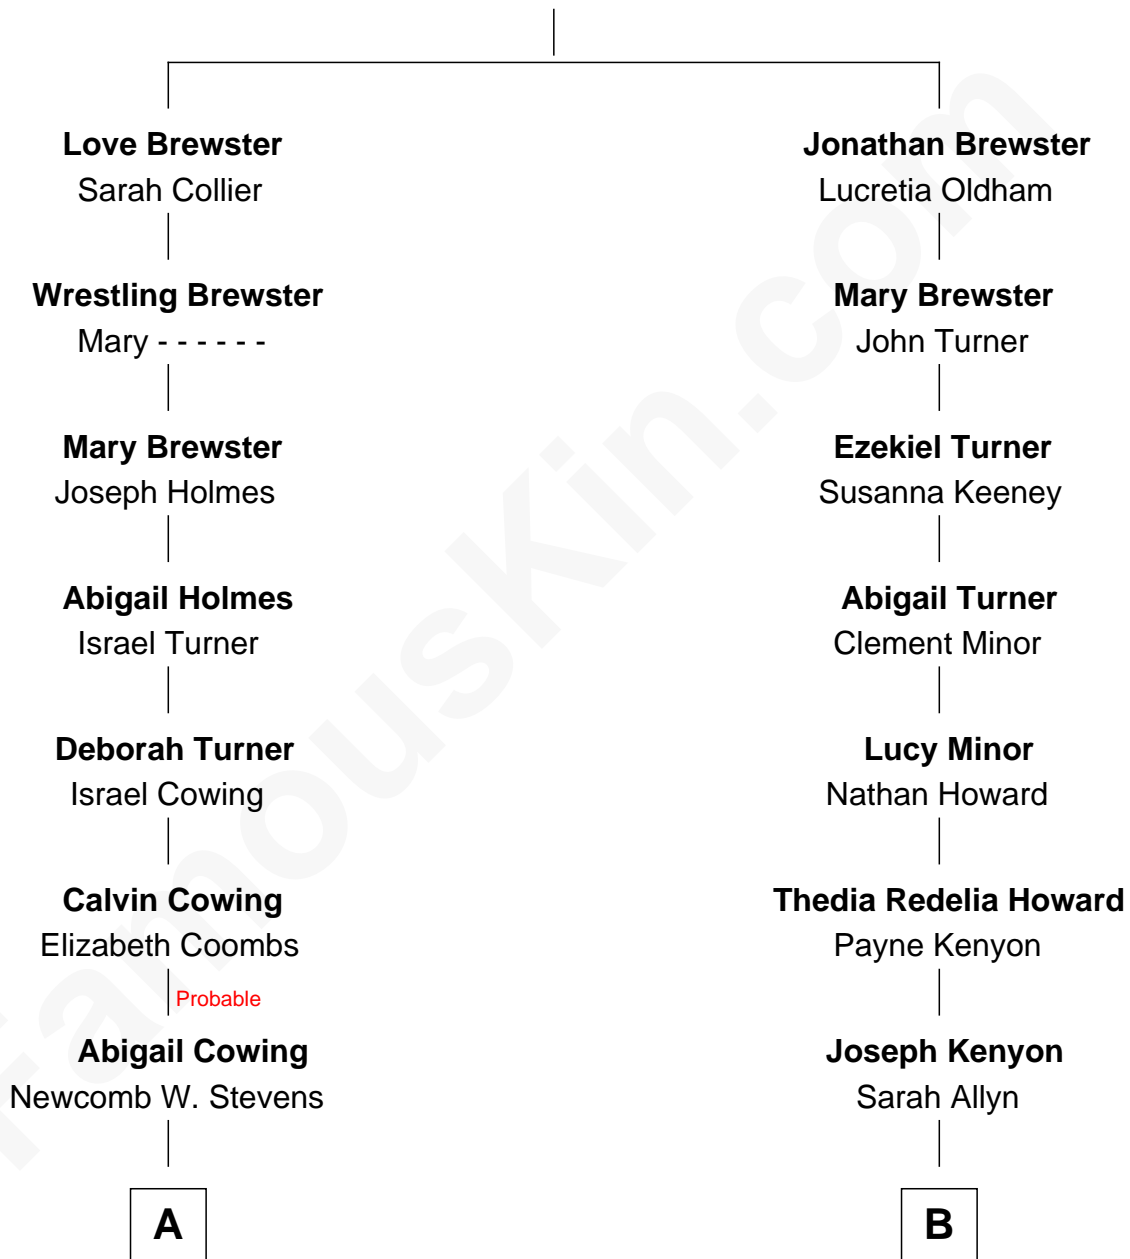 Love Brewster
Sarah Collier
Wrestling Brewster
Mary - - - - - -
Mary Brewster
Joseph Holmes
Abigail Holmes
Israel Turner
Deborah Turner
Israel Cowing
Calvin Cowing
Elizabeth Coombs
Probable
Abigail Cowing
Newcomb W. Stevens
A
Jonathan Brewster
Lucretia Oldham
Mary Brewster
John Turner
Ezekiel Turner
Susanna Keeney
Abigail Turner
Clement Minor
Lucy Minor
Nathan Howard
Thedia Redelia Howard
Payne Kenyon
Joseph Kenyon
Sarah Allyn
B
FamousKin.com